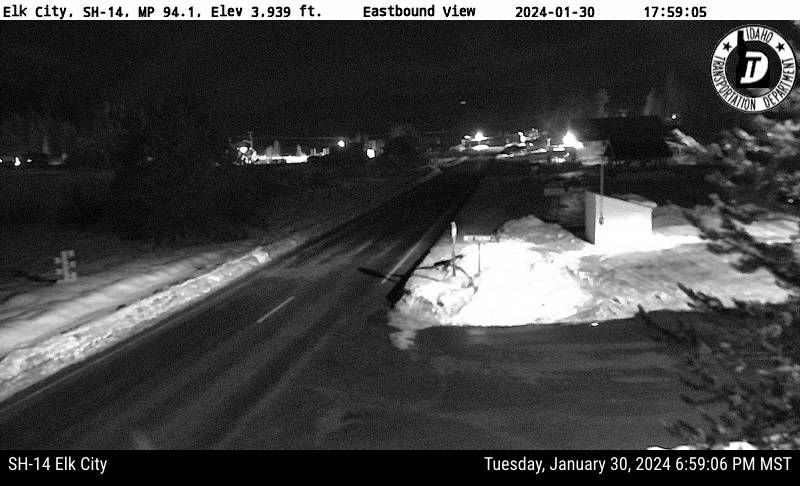 Elk City, SH-14, MP 94.1, Elev 3,939 ft. Eastbound View 2024-01-30 17:59:05
IDAHO
TRANSPORTATION DEPARTMENT
SH-14 Elk City Tuesday, January 30, 2024 6:59:06 PM MST